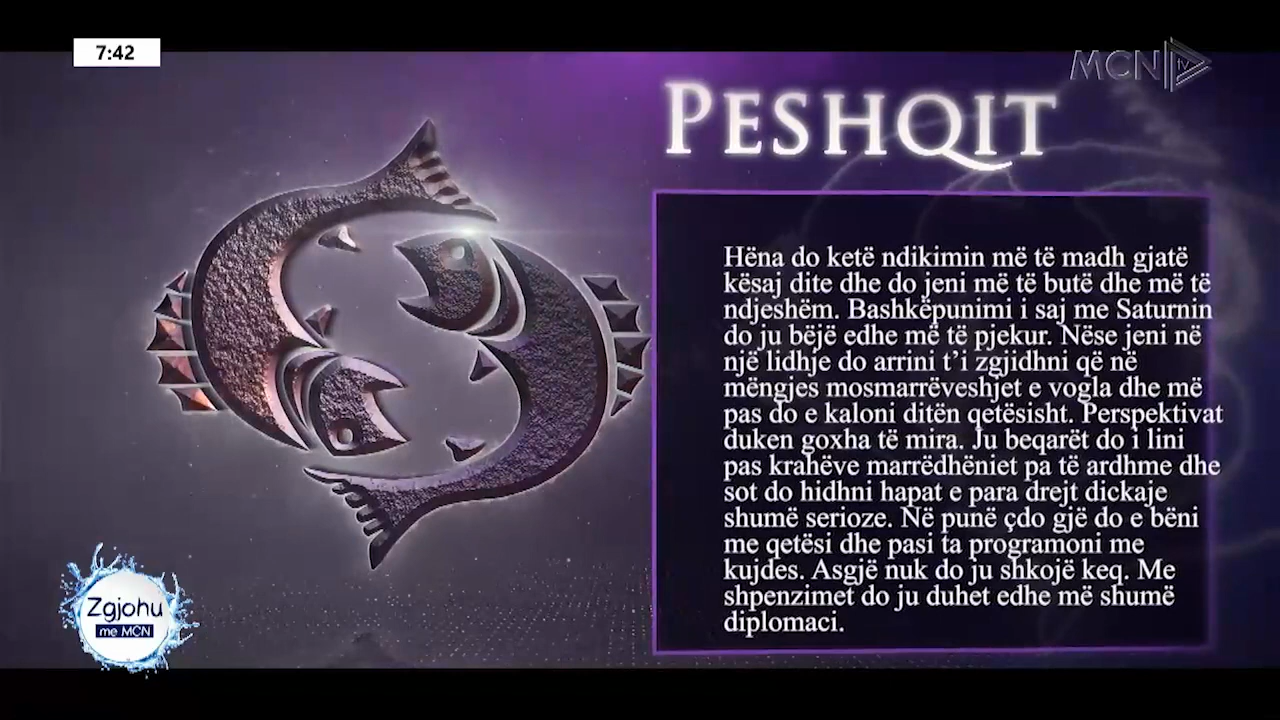 7:42
MCN tv
PESHQIT
Hëna do ketë ndikimin më të madh gjatë
kësaj dite dhe do jeni më të butë dhe më të
ndjeshëm. Bashkëpunimi i saj me Saturnin
do ju bëjë edhe më të pjekur. Nëse jeni në
një lidhje do arrini t’i zgjidhni që në
mëngjes mosmarrëveshjet e vogla dhe më
pas do e kaloni ditën qetësisht. Perspektivat
duken goxha të mira. Ju beqarët do i lini
pas krahëve marrëdhëniet pa të ardhme dhe
sot do hidhni hapat e para drejt dickaje
shumë serioze. Në punë çdo gjë do e bëni
me qetësi dhe pasi ta programoni me
kujdes. Asgjë nuk do ju shkojë keq. Me
shpenzimet do ju duhet edhe më shumë
diplomaci.
Zgjohu
me MCN